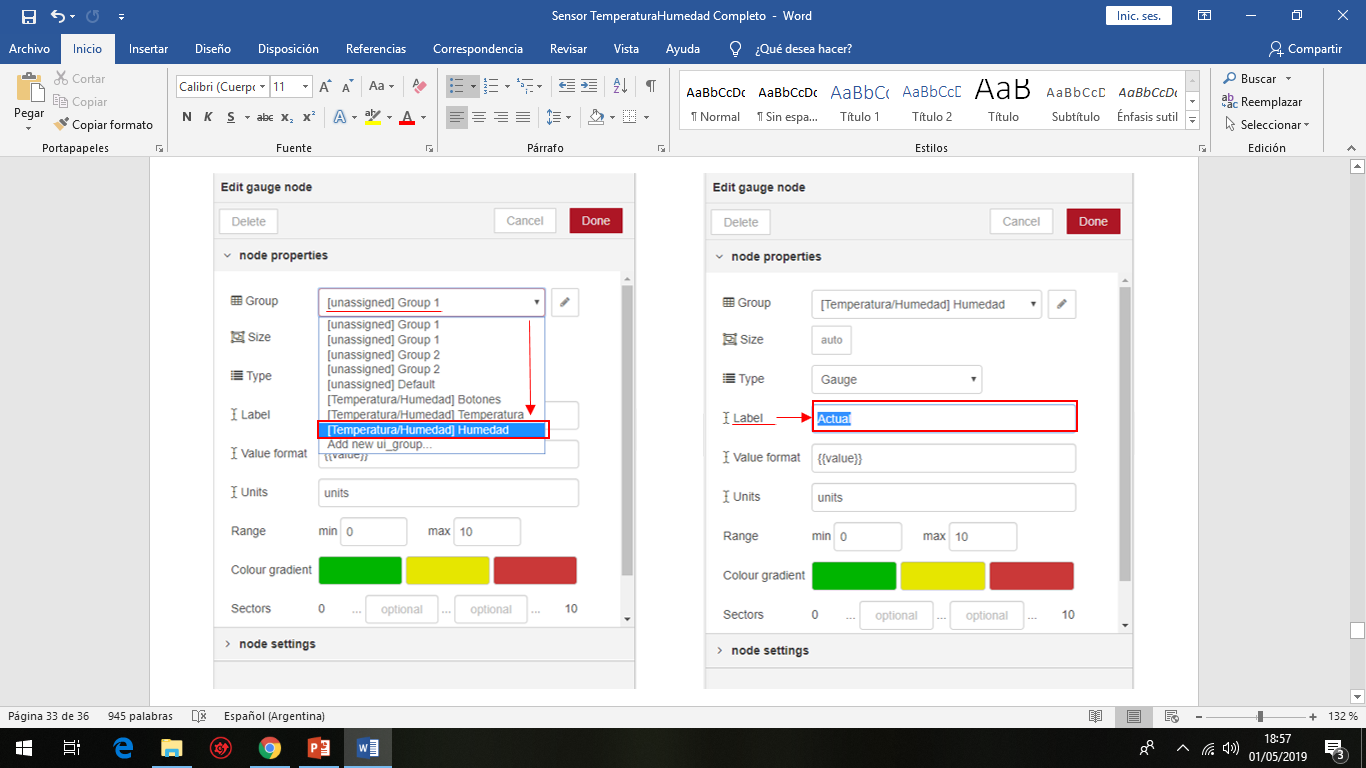 Sensor TemperaturaHumedad Completo - Word
Inic. ses.
Archivo Inicio Insertar Diseño Disposición Referencias Correspondencia Revisar Vista Ayuda ¿Qué desea hacer? Compartir
Pegar
Cortar
Copiar
Copiar formato
Portapapeles
Calibri (Cuerpo 11
Aa
N K S abc x₂ x²
Fuente
Párrafo
AaBbCcDc AaBbCcDc AaBbCc AaBbCcD AaB AaBbCcD AaBbCcDc
¶ Normal ¶ Sin espa... Título 1 Título 2 Título Subtítulo Énfasis sutil
Estilos
Buscar
Reemplazar
Seleccionar
Edición
Edit gauge node
Delete Cancel Done
node properties
Group [unassigned] Group 1
[unassigned] Group 1
[unassigned] Group 1
[unassigned] Group 2
[unassigned] Group 2
[unassigned] Default
[Temperatura/Humedad] Botones
[Temperatura/Humedad] Temperatura
[Temperatura/Humedad] Humedad
Add new ui_group...
Size
Type
Label
Value format {{value}}
Units units
Range min 0 max 10
Colour gradient
Sectors 0 ... optional ... optional ... 10
node settings
Edit gauge node
Delete Cancel Done
node properties
Group [Temperatura/Humedad] Humedad
Size auto
Type Gauge
Label Actual
Value format {{value}}
Units units
Range min 0 max 10
Colour gradient
Sectors 0 ... optional ... optional ... 10
node settings
Página 33 de 36 945 palabras Español (Argentina) 132 %
18:57
01/05/2019
3